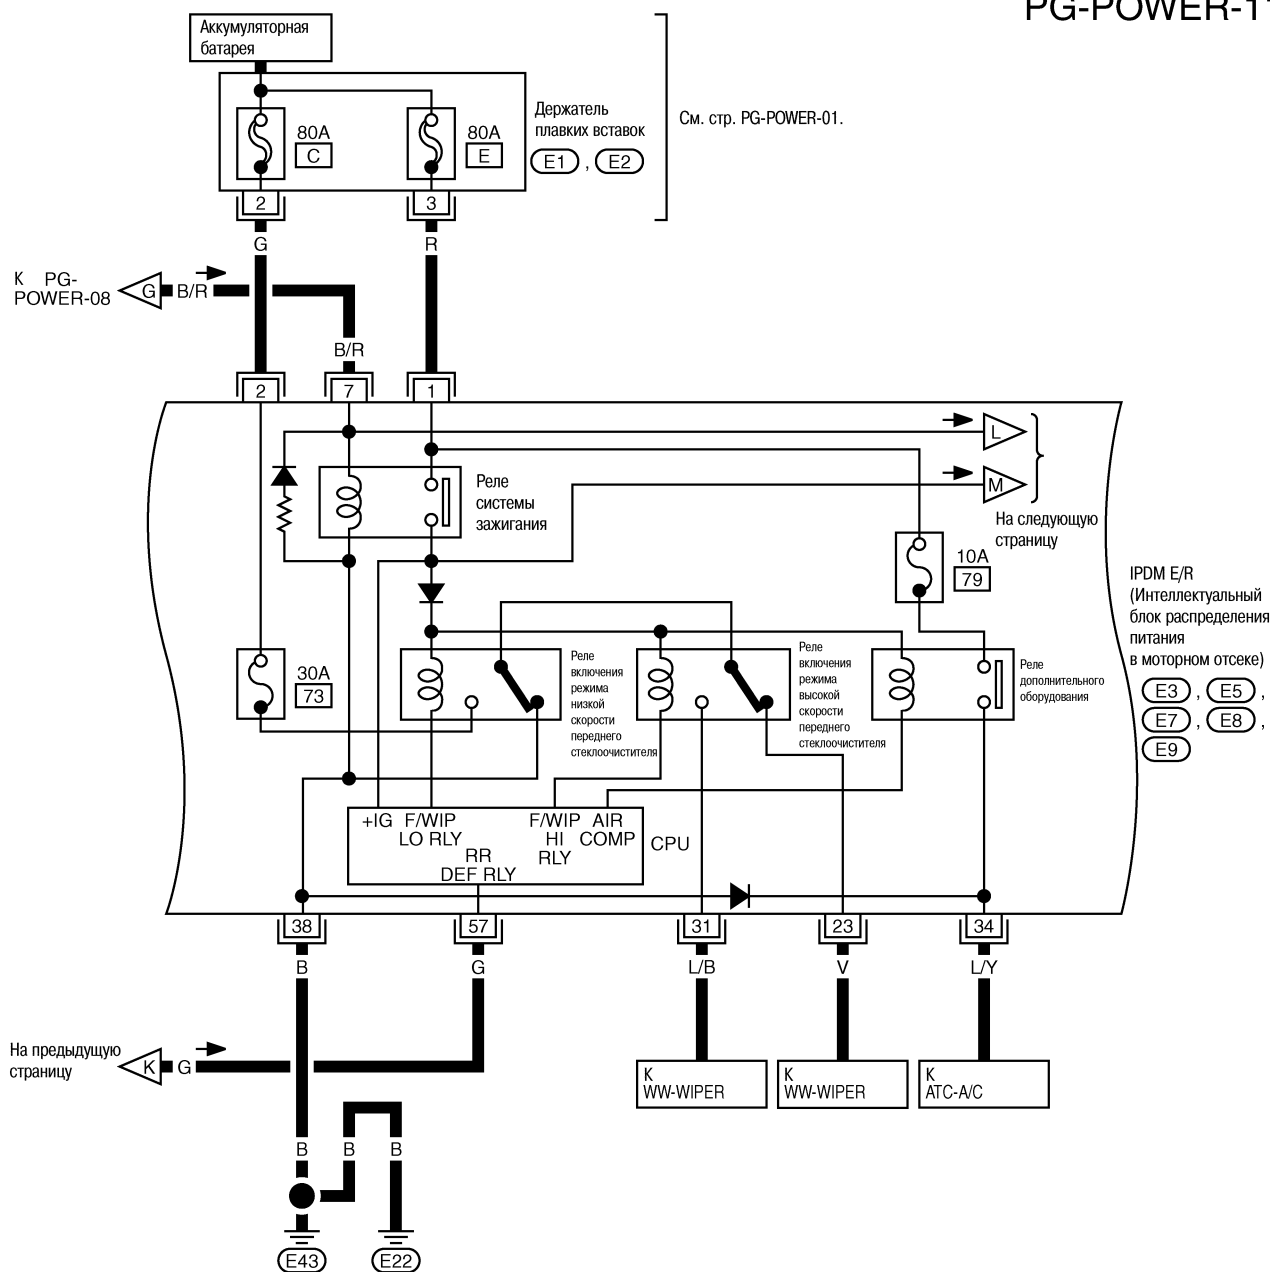 PG-POWER-11
Аккумуляторная
батарея
80A
C
80A
E
Держатель
плавких вставок
E1 , E2
См. стр. PG-POWER-01.
2
3
G
R
К PG-
POWER-08
G
B/R
B/R
2
7
1
L
M
На следующую
страницу
Реле
системы
зажигания
10A
79
IPDM E/R
(Интеллектуальный
блок распределения
питания
в моторном отсеке)
E3 , E5 ,
E7 , E8 ,
E9
30A
73
Реле
включения
режима
низкой
скорости
переднего
стеклоочистителя
Реле
включения
режима
высокой
скорости
переднего
стеклоочистителя
Реле
дополнительного
оборудования
+IG
F/WIP
LO RLY
F/WIP
HI
RLY
AIR
COMP
RR
DEF RLY
CPU
38
57
31
23
34
B
G
L/B
V
L/Y
На предыдущую
страницу
K
G
К
WW-WIPER
К
WW-WIPER
К
ATC-A/C
B
B
B
E43
E22